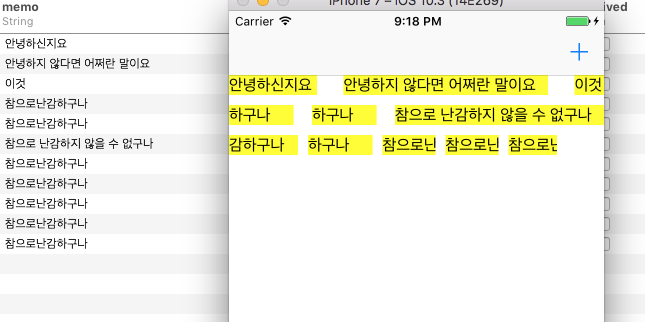 memo
String
안녕하신지요
안녕하지 않다면 어쩌란 말이요
이것
참으로난감하구나
참으로난감하구나
참으로 난감하지 않을 수 없구나
참으로난감하구나
참으로난감하구나
참으로난감하구나
참으로난감하구나
참으로난감하구나
iPhone 7 – iOS 10.3 (14E269)
Carrier 9:18 PM
+
안녕하신지요 안녕하지 않다면 어쩌란 말이요 이것
하구나 하구나 참으로 난감하지 않을 수 없구나
감하구나 하구나 참으로난 참으로난 참으로난
ived